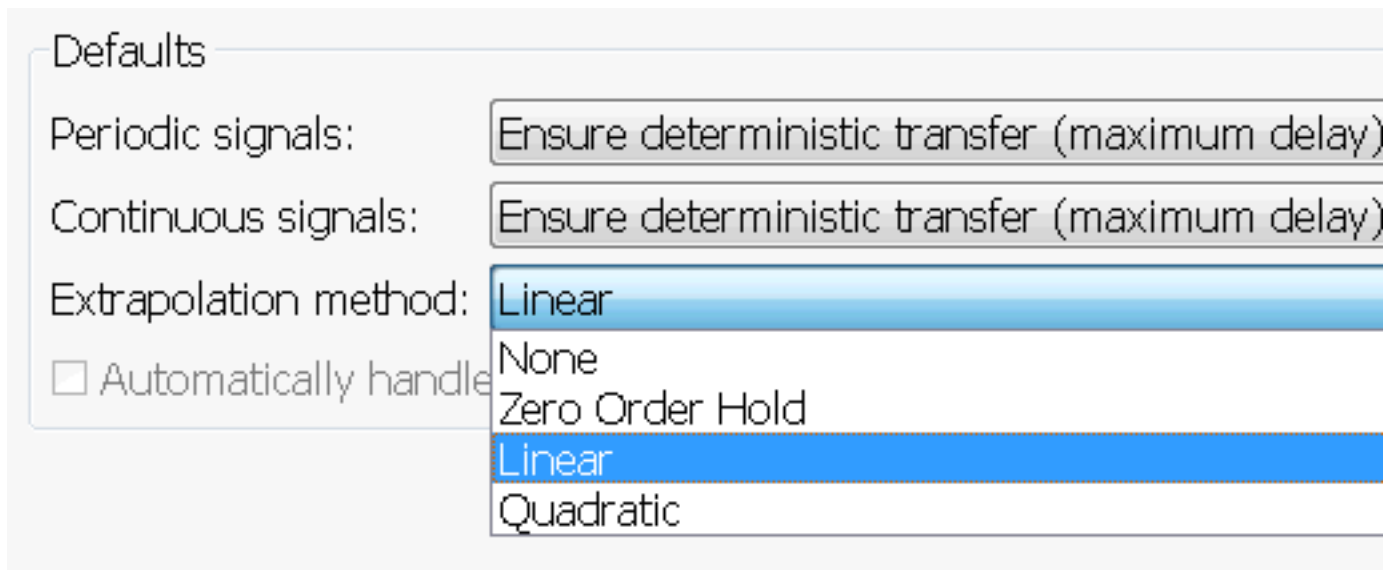 Defaults
Periodic signals: Ensure deterministic transfer (maximum delay)
Continuous signals: Ensure deterministic transfer (maximum delay)
Extrapolation method: Linear
None
Automatically handle
Zero Order Hold
Linear
Quadratic